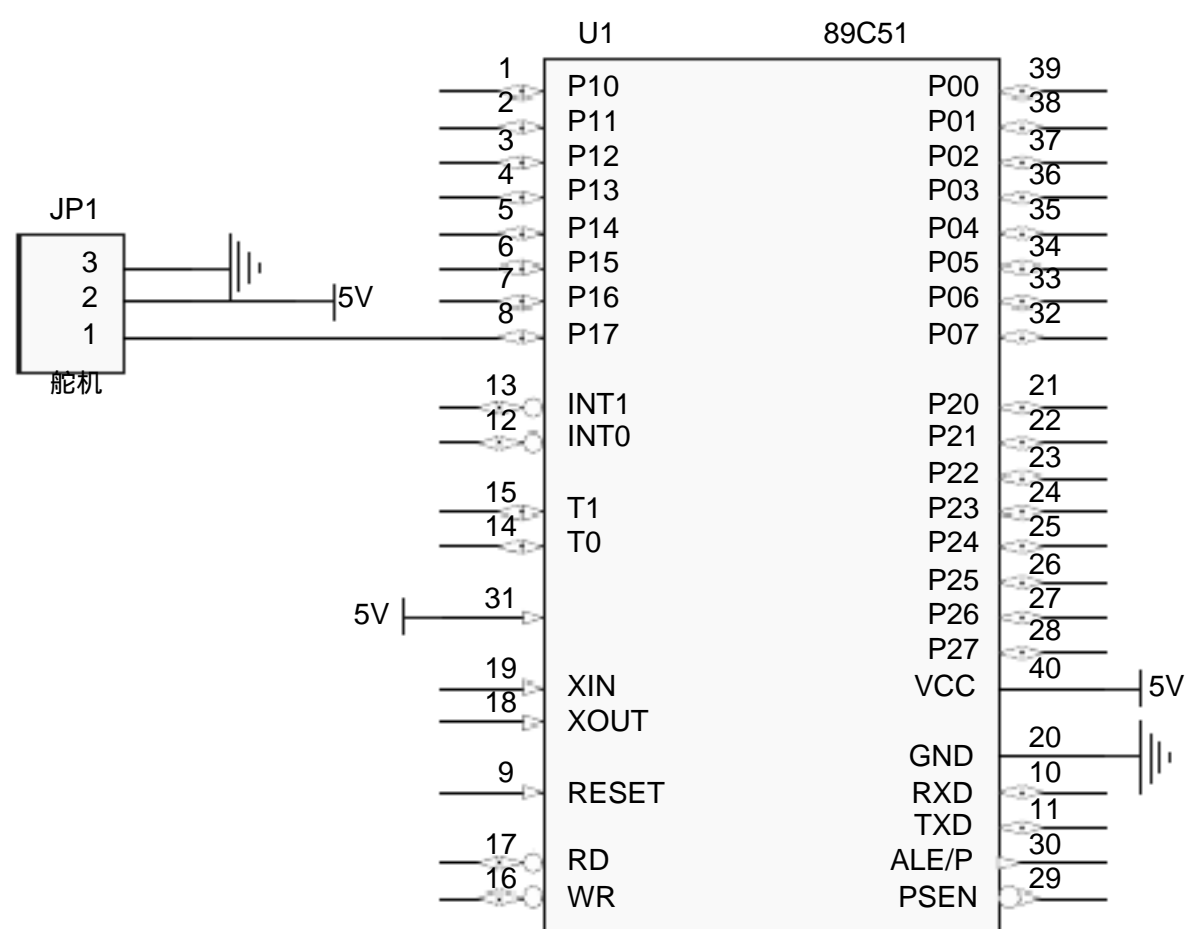 U1 89C51
1 P10 P00 39
2 P11 P01 38
3 P12 P02 37
4 P13 P03 36
JP1
5 P14 P04 35
3 6 P15 P05 34
2 5V 7 P16 P06 33
1 8 P17 P07 32
舵机
13 INT1 P20 21
12 INT0 P21 22
P22 23
15 T1 P23 24
14 T0 P24 25
P25 26
5V 31 P26 27
P27 28
19 XIN VCC 40 5V
18 XOUT
GND 20
9 RESET RXD 10
TXD 11
17 RD ALE/P 30
16 WR PSEN 29